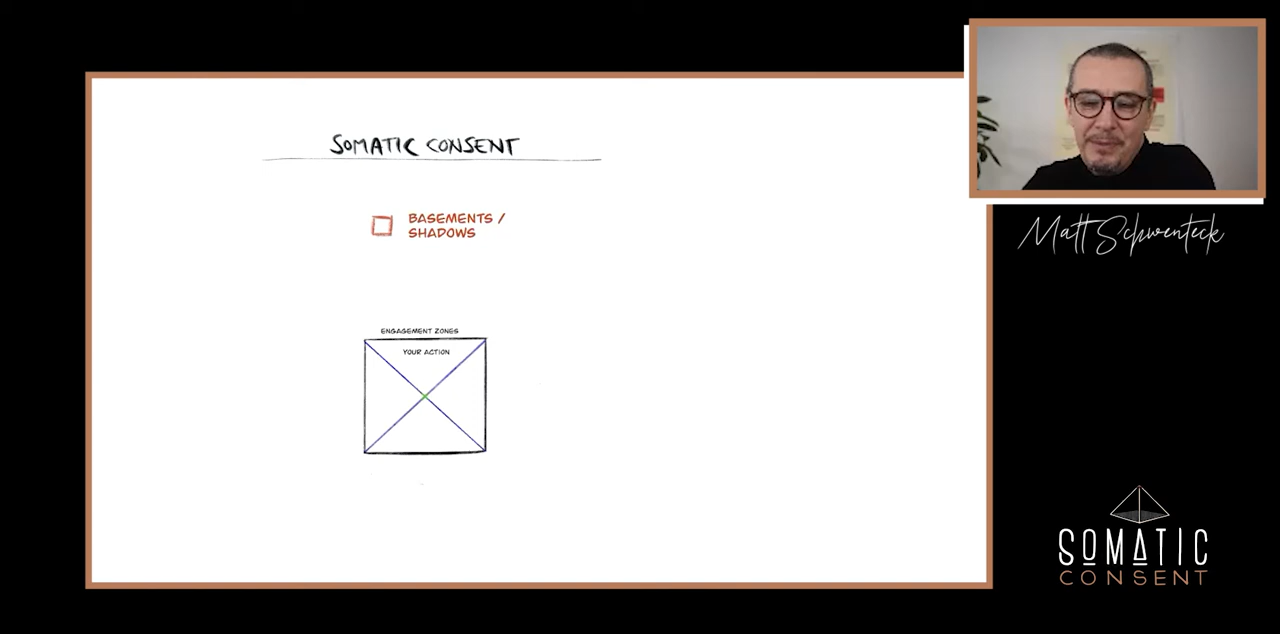 SOMATIC CONSENT
BASEMENTS /
SHADOWS
ENGAGEMENT ZONES
YOUR ACTION
Matt Schwenteck
SOMATIC
CONSENT